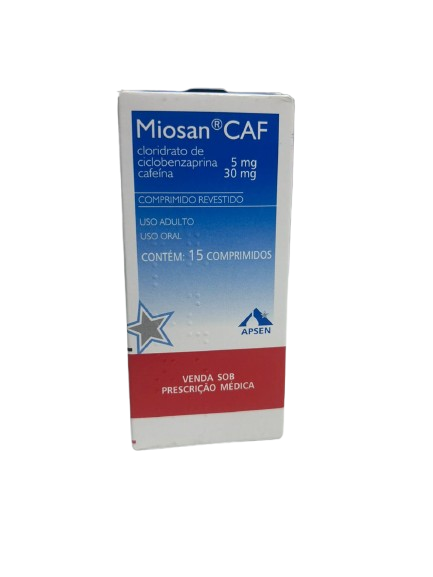 Miosan® CAF
cloridrato de
ciclobenzaprina 5 mg
cafeína 30 mg
COMPRIMIDO REVESTIDO
USO ADULTO
USO ORAL
CONTÉM: 15 COMPRIMIDOS
APSEN
VENDA SOB
PRESCRIÇÃO MÉDICA